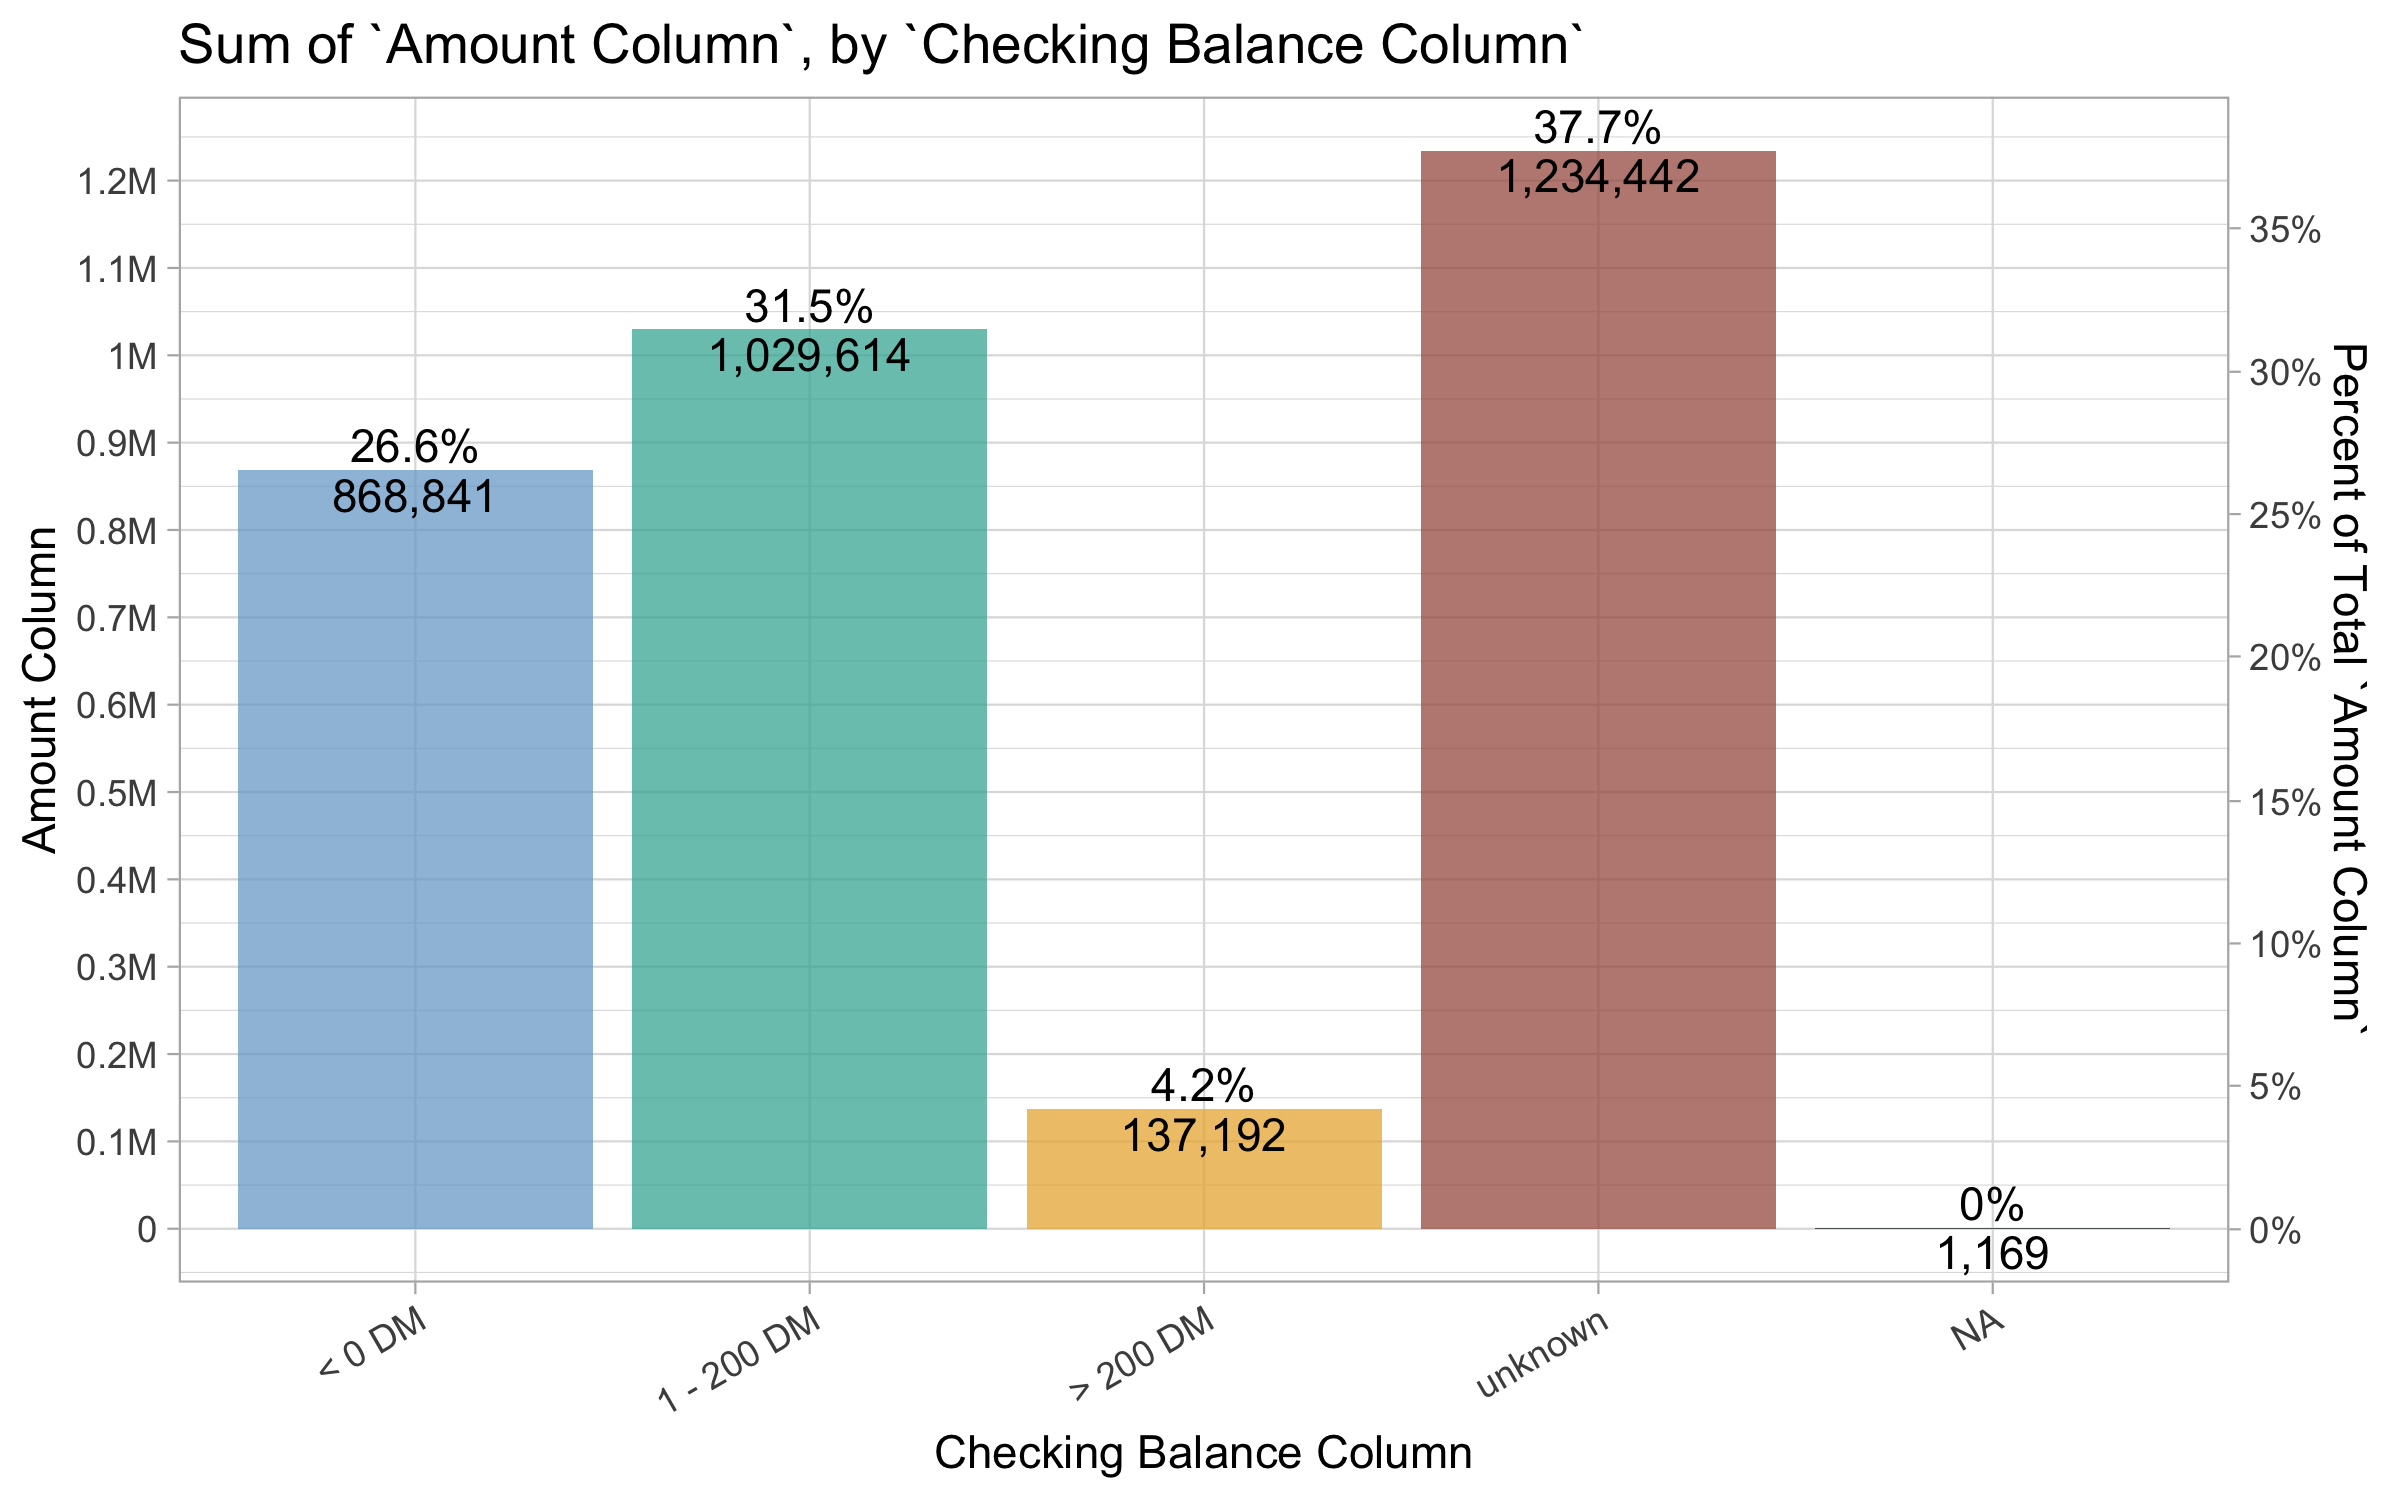 Sum of `Amount Column`, by `Checking Balance Column`
Amount Column
1.2M
1.1M
1M
0.9M
0.8M
0.7M
0.6M
0.5M
0.4M
0.3M
0.2M
0.1M
0
26.6%
868,841
31.5%
1,029,614
4.2%
137,192
37.7%
1,234,442
0%
1,169
35%
30%
25%
20%
15%
10%
5%
0%
Percent of Total `Amount Column`
< 0 DM
1 - 200 DM
> 200 DM
unknown
NA
Checking Balance Column